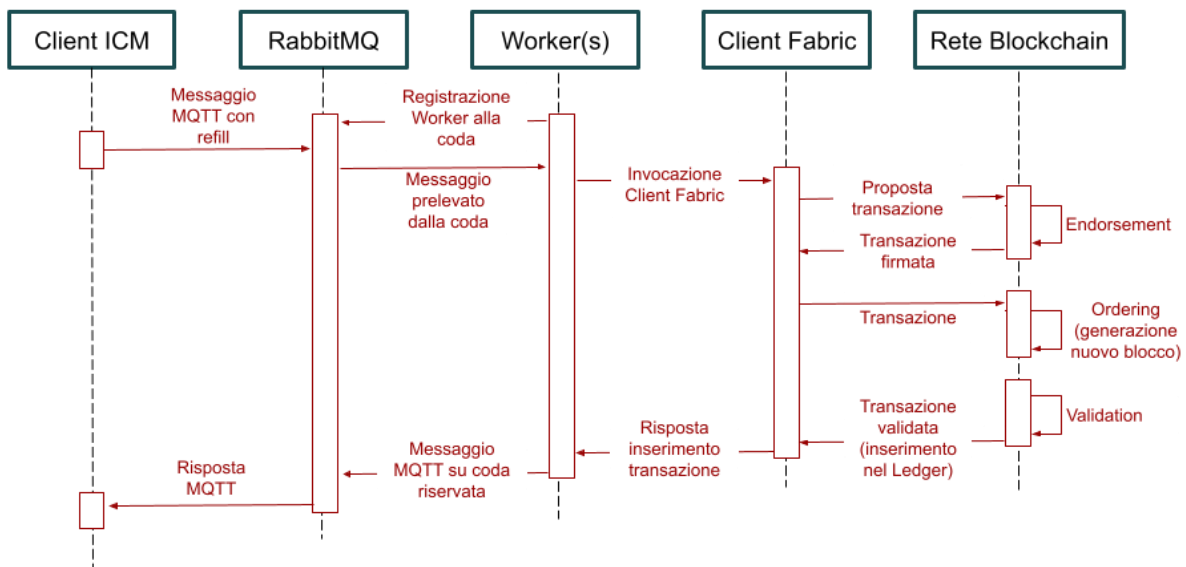 Client ICM
RabbitMQ
Worker(s)
Client Fabric
Rete Blockchain
Messaggio
MQTT con
refill
Registrazione
Worker alla
coda
Messaggio
prelevato
dalla coda
Invocazione
Client Fabric
Proposta
transazione
Endorsement
Transazione
firmata
Transazione
Ordering
(generazione
nuovo blocco)
Validation
Transazione
validata
(inserimento
nel Ledger)
Risposta
inserimento
transazione
Messaggio
MQTT su coda
riservata
Risposta
MQTT